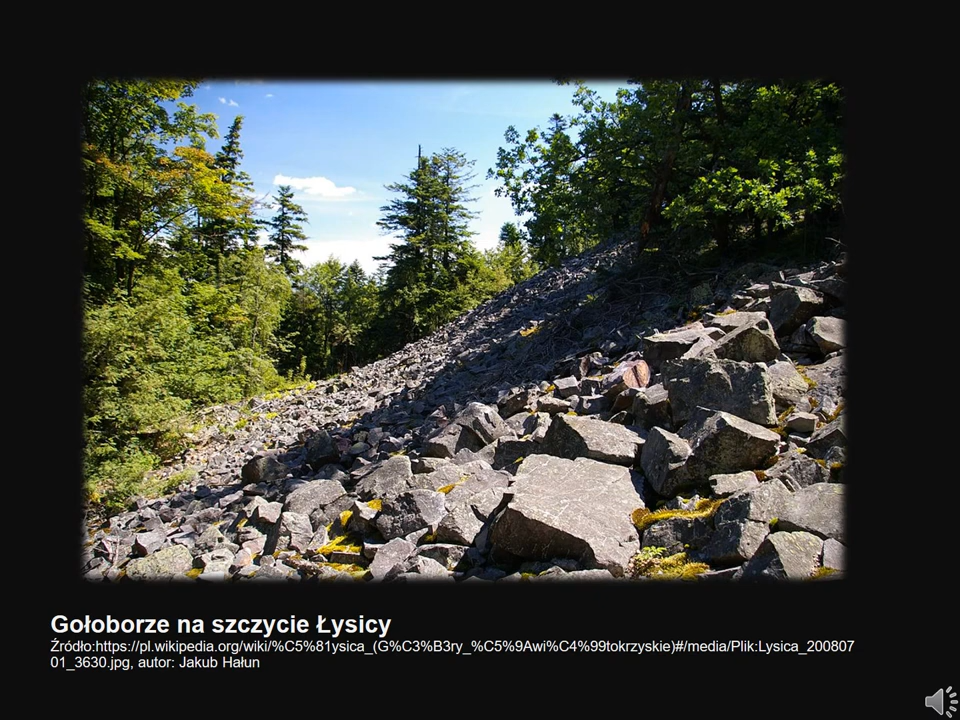 Gołoborze na szczycie Łysicy
Źródło:https://pl.wikipedia.org/wiki/%C5%81ysica_(G%C3%B3ry_%C5%9Awi%C4%99tokrzyskie)#/media/Plik:Lysica_200807
01_3630.jpg, autor: Jakub Hałun